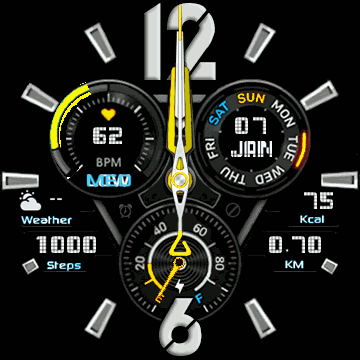 12
SUN MON TUE WED THU FRI SAT
62
BPM
07
JAN
--
Weather
75
Kcal
1000
Steps
0.70
KM
0 20 40 60 80
E F
6